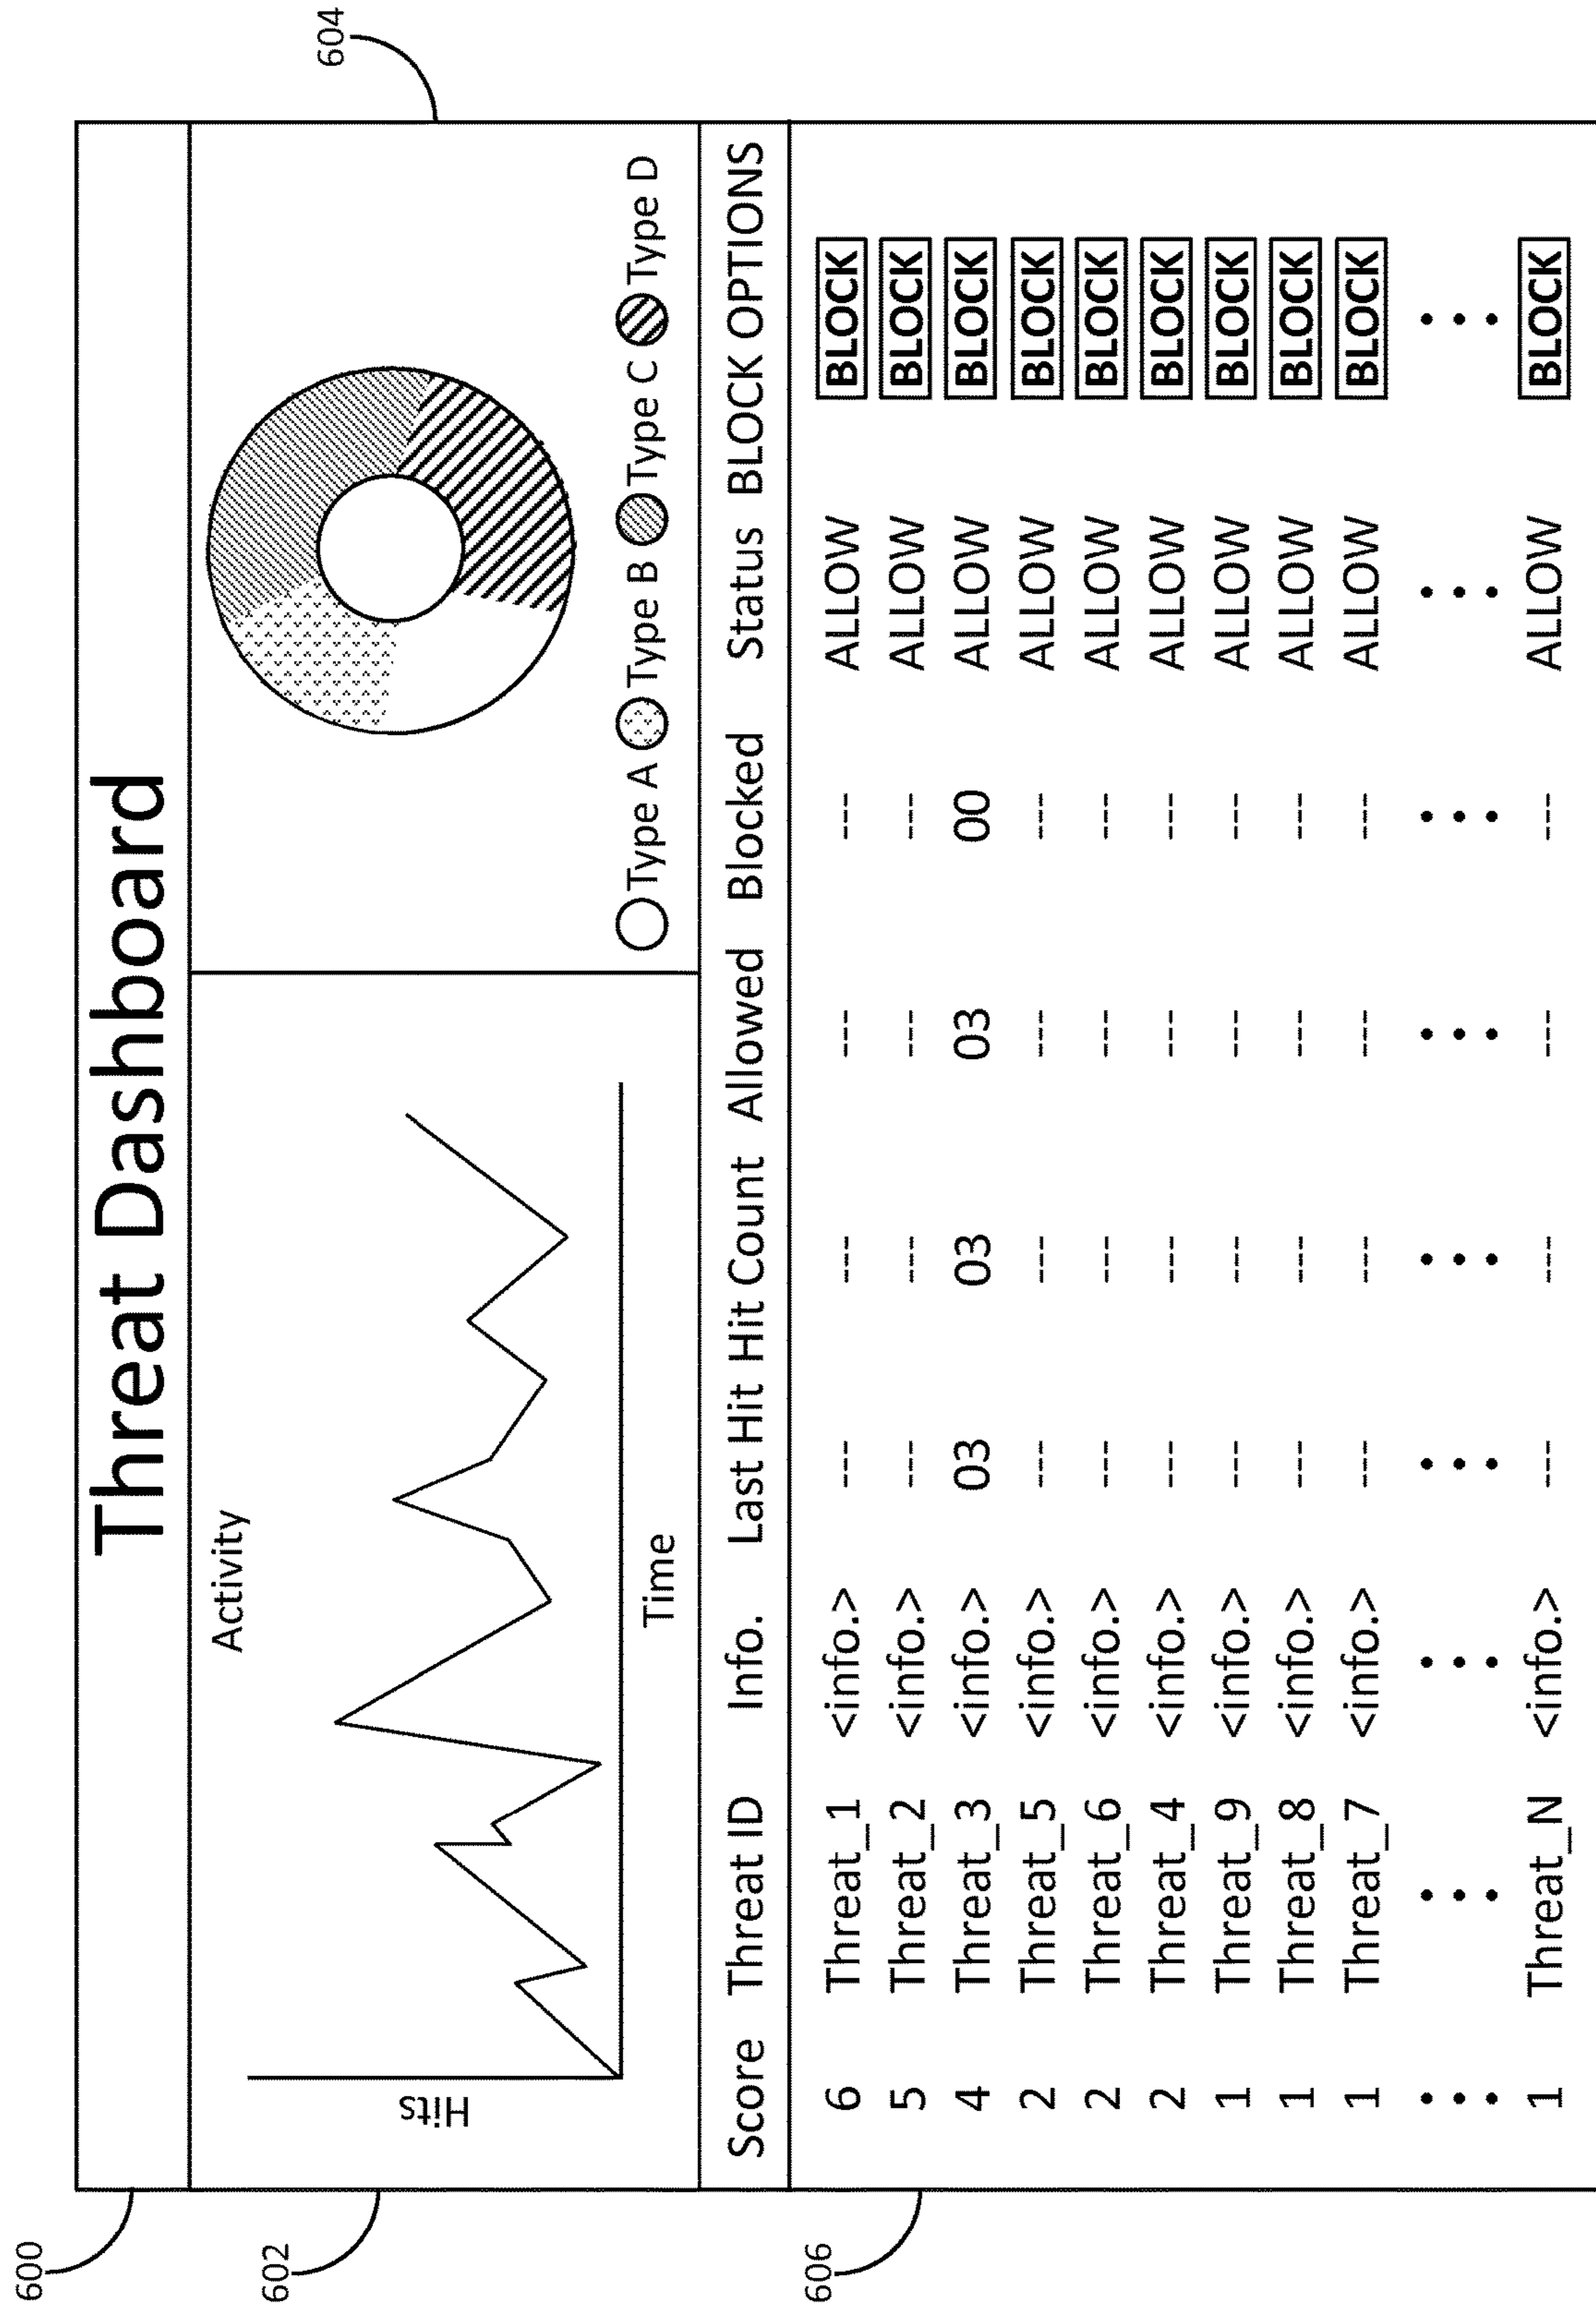 600
Threat Dashboard
602
604
Activity
Hits
Time
Type A Type B Type C Type D
606
Score Threat ID Info. Last Hit Hit Count Allowed Blocked Status BLOCK OPTIONS
6 Threat_1 <info.> --- --- --- --- ALLOW BLOCK
5 Threat_2 <info.> --- --- --- --- ALLOW BLOCK
4 Threat_3 <info.> 03 03 03 00 ALLOW BLOCK
2 Threat_5 <info.> --- --- --- --- ALLOW BLOCK
2 Threat_6 <info.> --- --- --- --- ALLOW BLOCK
2 Threat_4 <info.> --- --- --- --- ALLOW BLOCK
1 Threat_9 <info.> --- --- --- --- ALLOW BLOCK
1 Threat_8 <info.> --- --- --- --- ALLOW BLOCK
1 Threat_7 <info.> --- --- --- --- ALLOW BLOCK
1 Threat_N <info.> --- --- --- --- ALLOW BLOCK